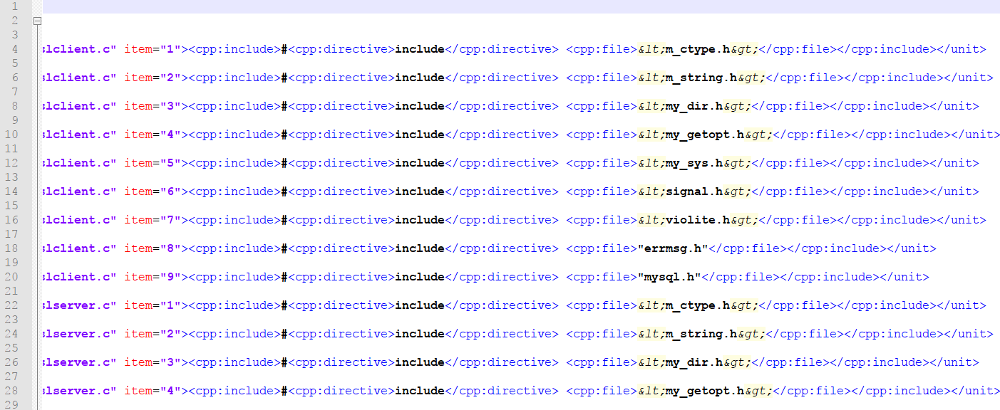 1
2
3
4 slclient.c" item="1"><cpp:include>#<cpp:directive>include</cpp:directive> <cpp:file>&lt;m_ctype.h&gt;</cpp:file></cpp:include></unit>
5
6 slclient.c" item="2"><cpp:include>#<cpp:directive>include</cpp:directive> <cpp:file>&lt;m_string.h&gt;</cpp:file></cpp:include></unit>
7
8 slclient.c" item="3"><cpp:include>#<cpp:directive>include</cpp:directive> <cpp:file>&lt;my_dir.h&gt;</cpp:file></cpp:include></unit>
9
10 slclient.c" item="4"><cpp:include>#<cpp:directive>include</cpp:directive> <cpp:file>&lt;my_getopt.h&gt;</cpp:file></cpp:include></unit>
11
12 slclient.c" item="5"><cpp:include>#<cpp:directive>include</cpp:directive> <cpp:file>&lt;my_sys.h&gt;</cpp:file></cpp:include></unit>
13
14 slclient.c" item="6"><cpp:include>#<cpp:directive>include</cpp:directive> <cpp:file>&lt;signal.h&gt;</cpp:file></cpp:include></unit>
15
16 slclient.c" item="7"><cpp:include>#<cpp:directive>include</cpp:directive> <cpp:file>&lt;violite.h&gt;</cpp:file></cpp:include></unit>
17
18 slclient.c" item="8"><cpp:include>#<cpp:directive>include</cpp:directive> <cpp:file>"errmsg.h"</cpp:file></cpp:include></unit>
19
20 slclient.c" item="9"><cpp:include>#<cpp:directive>include</cpp:directive> <cpp:file>"mysql.h"</cpp:file></cpp:include></unit>
21
22 slserver.c" item="1"><cpp:include>#<cpp:directive>include</cpp:directive> <cpp:file>&lt;m_ctype.h&gt;</cpp:file></cpp:include></unit>
23
24 slserver.c" item="2"><cpp:include>#<cpp:directive>include</cpp:directive> <cpp:file>&lt;m_string.h&gt;</cpp:file></cpp:include></unit>
25
26 slserver.c" item="3"><cpp:include>#<cpp:directive>include</cpp:directive> <cpp:file>&lt;my_dir.h&gt;</cpp:file></cpp:include></unit>
27
28 slserver.c" item="4"><cpp:include>#<cpp:directive>include</cpp:directive> <cpp:file>&lt;my_getopt.h&gt;</cpp:file></cpp:include></unit>
29